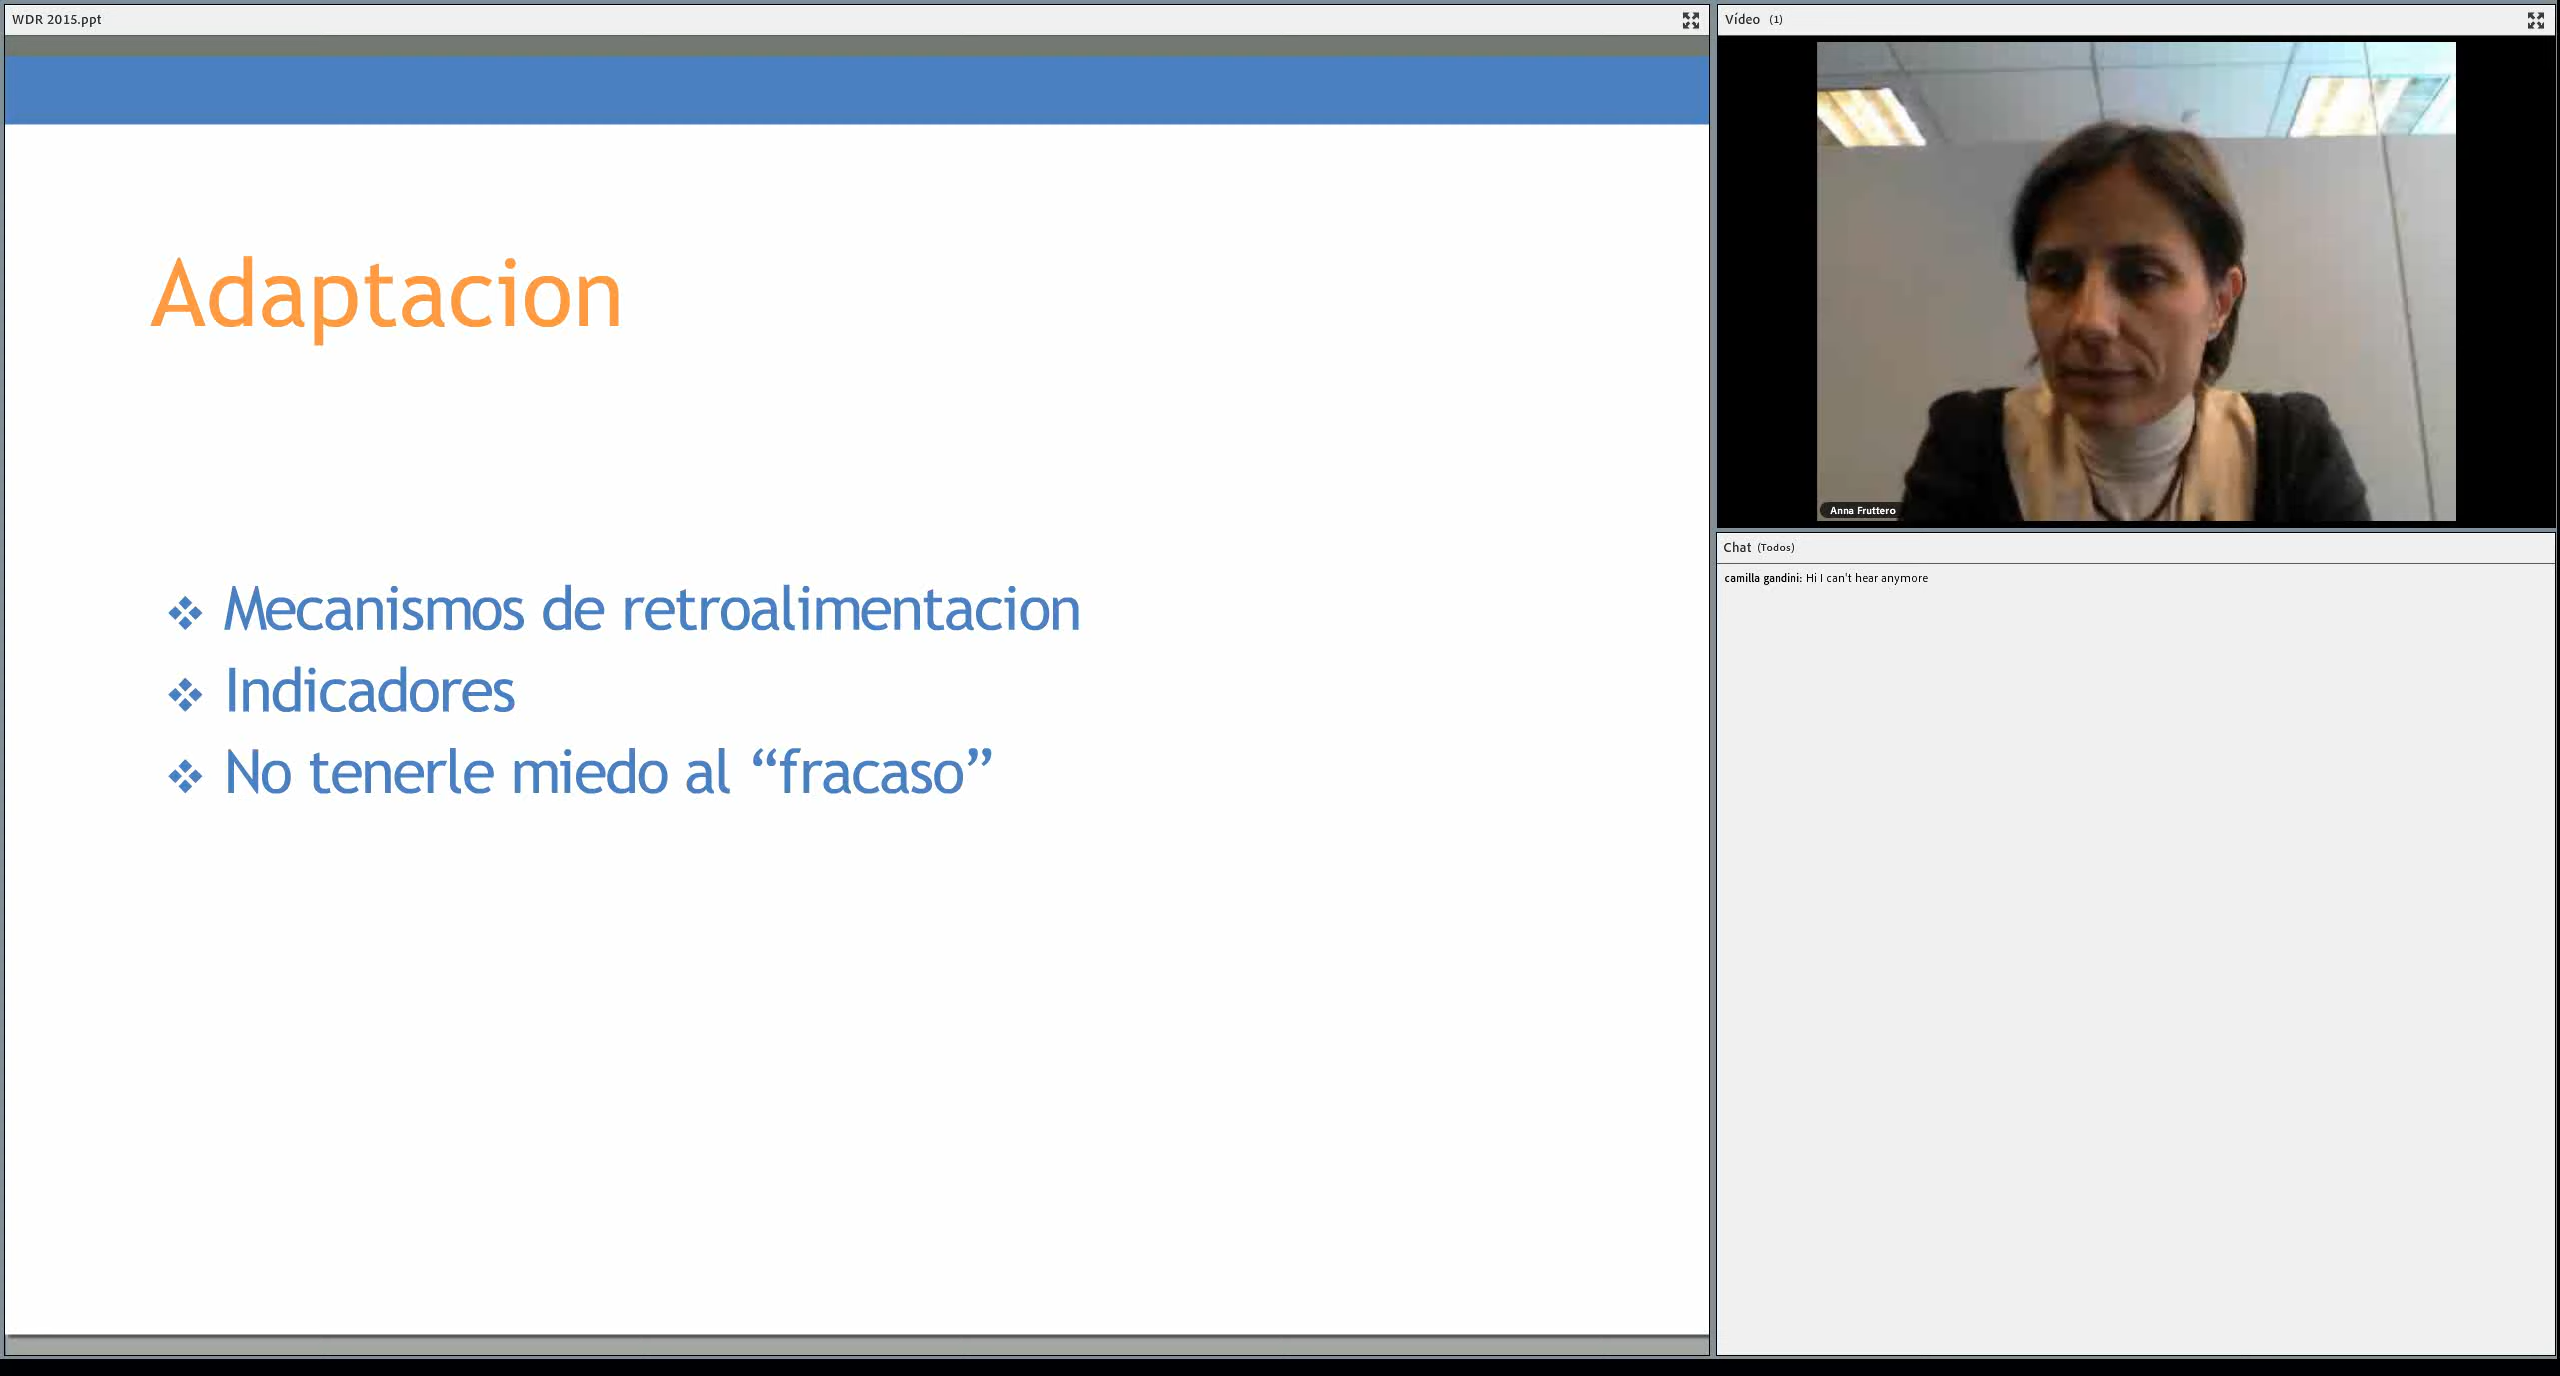 WDR 2015.ppt
Adaptacion
Mecanismos de retroalimentacion
Indicadores
No tenerle miedo al “fracaso”
Vídeo (1)
Anna Fruttero
Chat (Todos)
camilla gandini: Hi I can't hear anymore